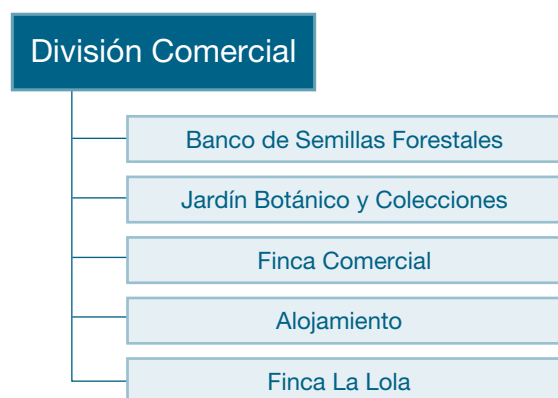 División Comercial
Banco de Semillas Forestales
Jardín Botánico y Colecciones
Finca Comercial
Alojamiento
Finca La Lola